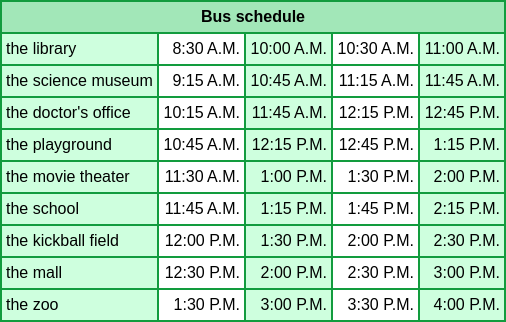 Bus schedule
the library 8:30 A.M. 10:00 A.M. 10:30 A.M. 11:00 A.M.
the science museum 9:15 A.M. 10:45 A.M. 11:15 A.M. 11:45 A.M.
the doctor's office 10:15 A.M. 11:45 A.M. 12:15 P.M. 12:45 P.M.
the playground 10:45 A.M. 12:15 P.M. 12:45 P.M. 1:15 P.M.
the movie theater 11:30 A.M. 1:00 P.M. 1:30 P.M. 2:00 P.M.
the school 11:45 A.M. 1:15 P.M. 1:45 P.M. 2:15 P.M.
the kickball field 12:00 P.M. 1:30 P.M. 2:00 P.M. 2:30 P.M.
the mall 12:30 P.M. 2:00 P.M. 2:30 P.M. 3:00 P.M.
the zoo 1:30 P.M. 3:00 P.M. 3:30 P.M. 4:00 P.M.